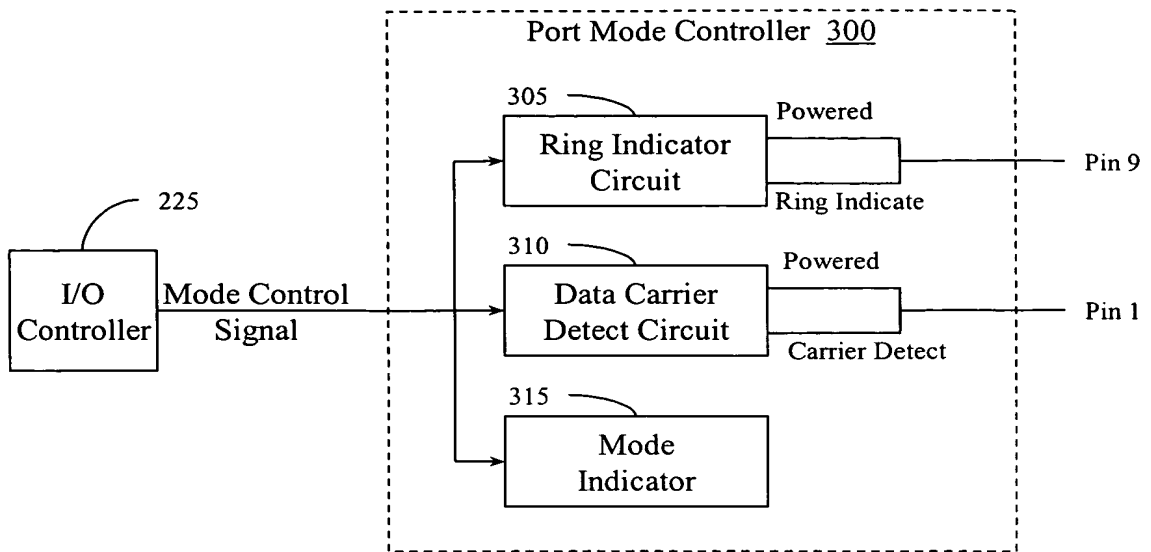 Port Mode Controller 300
305
Powered
Ring Indicator
Circuit
Pin 9
Ring Indicate
225
310
Powered
I/O
Controller
Mode Control
Signal
Data Carrier
Detect Circuit
Pin 1
Carrier Detect
315
Mode
Indicator